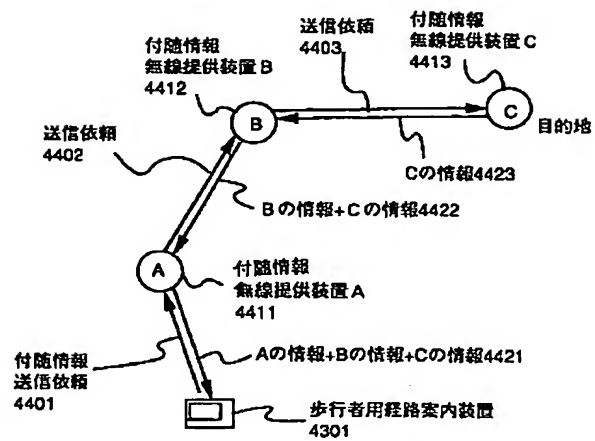 付随情報
無線提供装置B
4412
送信依頼
4403
付随情報
無線提供装置C
4413
B
C
目的地
送信依頼
4402
Cの情報4423
Bの情報+Cの情報4422
A
付随情報
無線提供装置A
4411
付随情報
送信依頼
4401
Aの情報+Bの情報+Cの情報4421
歩行者用経路案内装置
4301